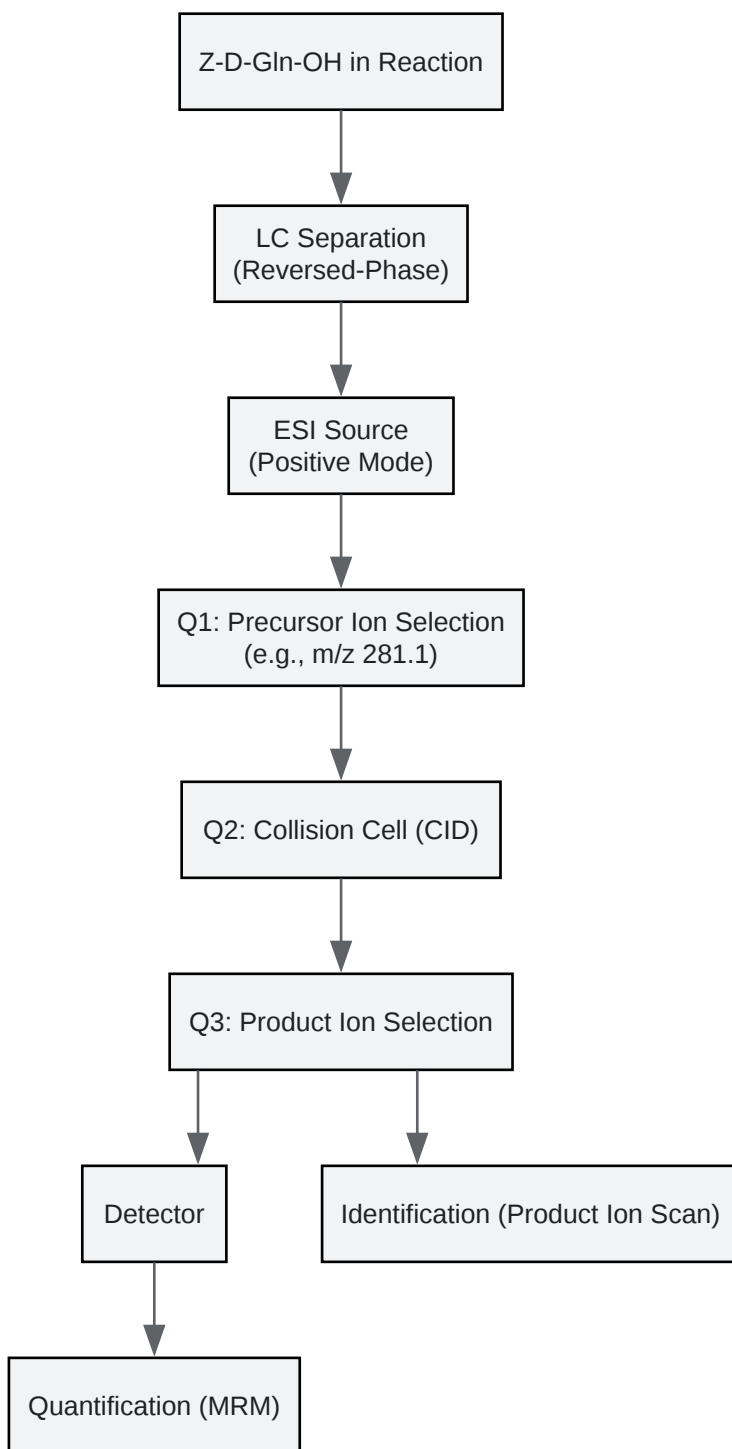 Z-D-Gln-OH in Reaction
LC Separation
(Reversed-Phase)
ESI Source
(Positive Mode)
Q1: Precursor Ion Selection
(e.g., m/z 281.1)
Q2: Collision Cell (CID)
Q3: Product Ion Selection
Detector
Identification (Product Ion Scan)
Quantification (MRM)